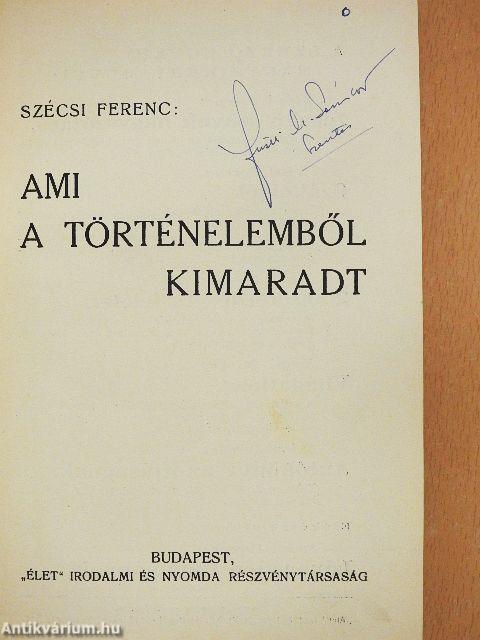 SZÉCSI FERENC:
AMI
A TÖRTÉNELEMBŐL
KIMARADT
BUDAPEST,
„ÉLET“ IRODALMI ÉS NYOMDA RÉSZVÉNYTÁRSASÁG
Antikvárium.hu